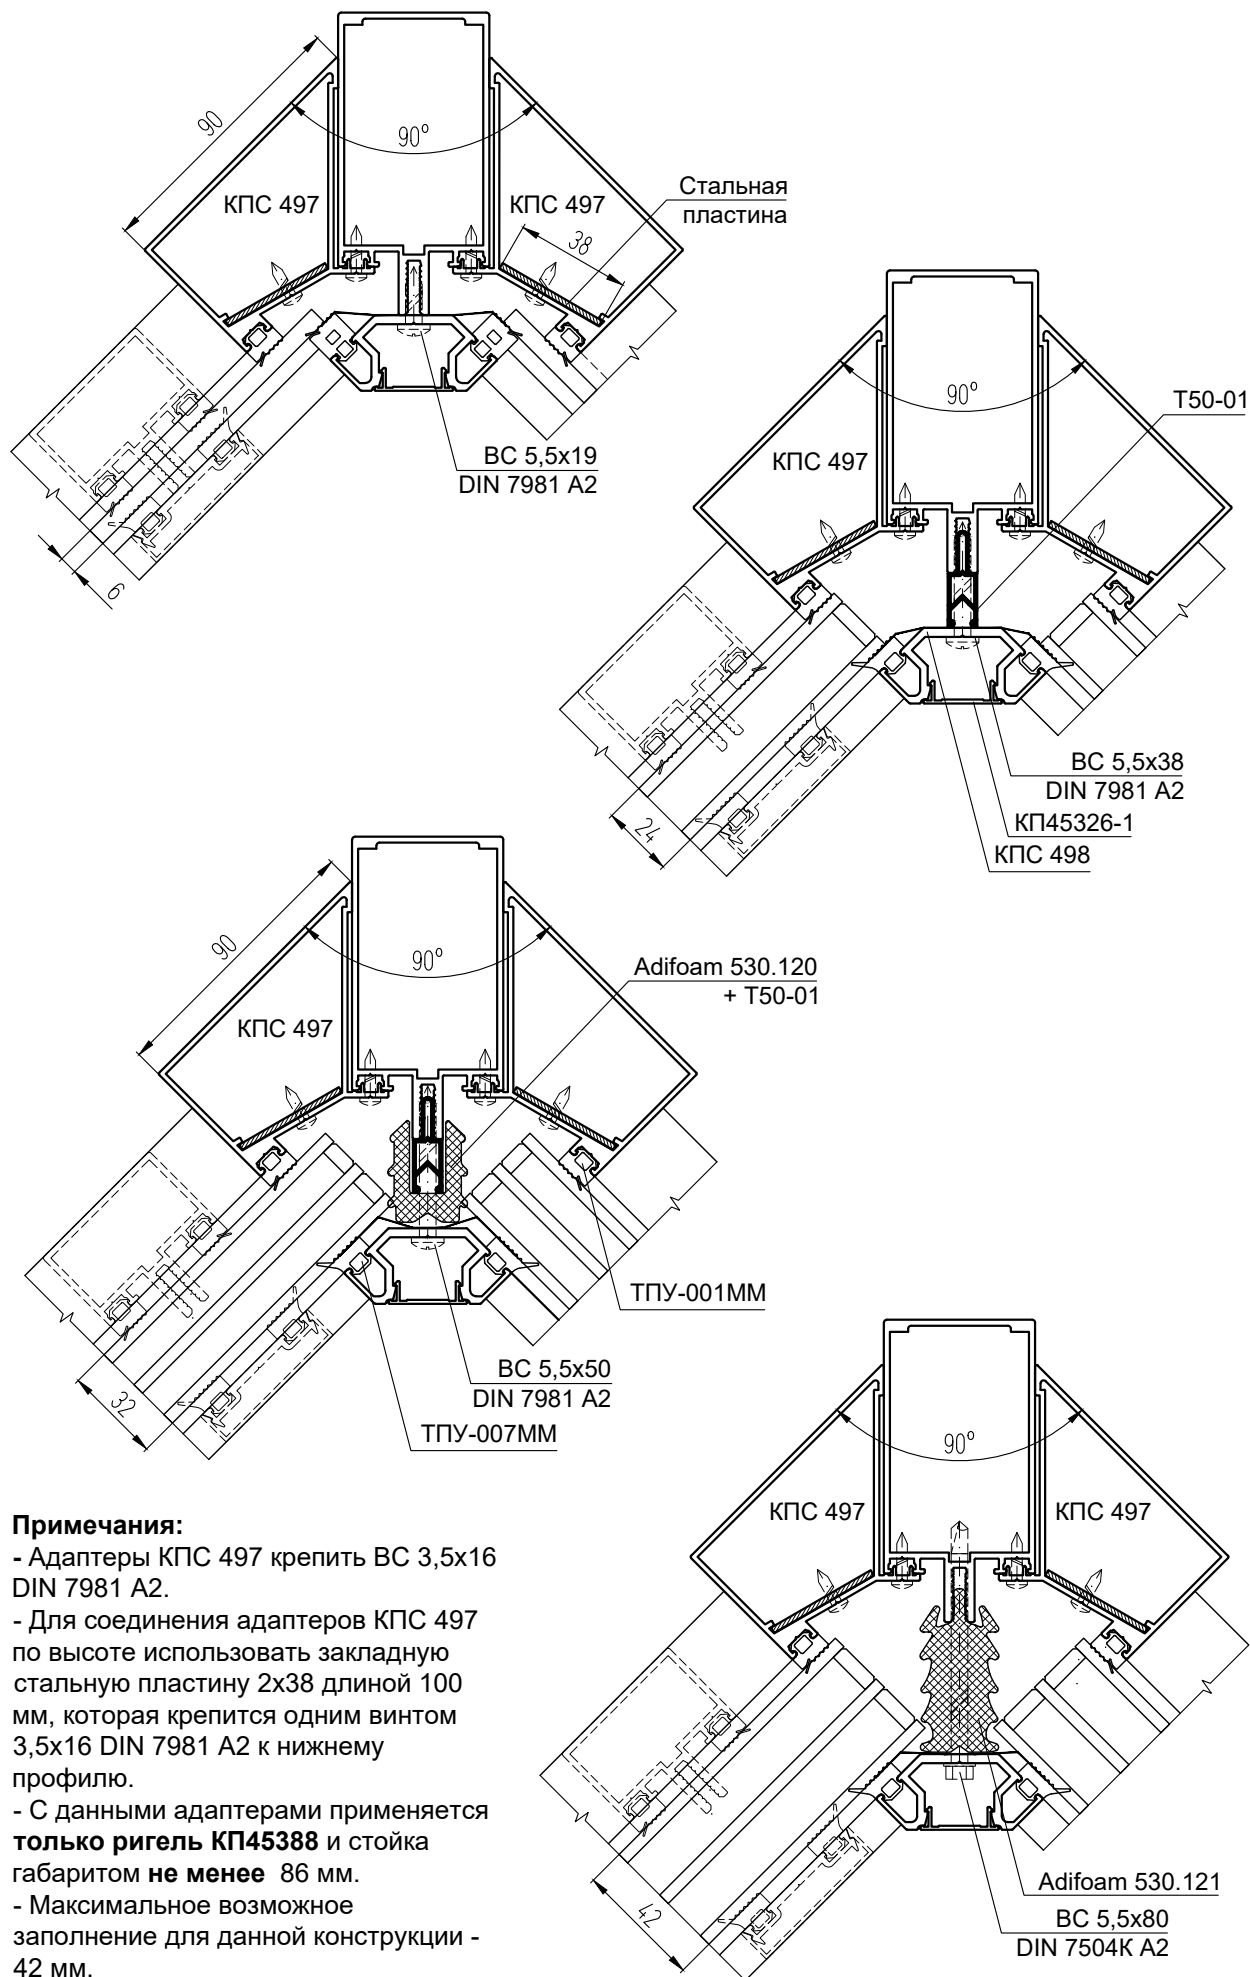 90
90°
КПС 497
КПС 497
Стальная
пластина
38
ВС 5,5х19
DIN 7981 A2
6
90°
T50-01
КПС 497
ВС 5,5х38
DIN 7981 A2
КП45326-1
КПС 498
24
90
90°
Adifoam 530.120
+ T50-01
КПС 497
ТПУ-001ММ
ВС 5,5х50
DIN 7981 A2
ТПУ-007ММ
32
90°
КПС 497
КПС 497
Adifoam 530.121
ВС 5,5х80
DIN 7504К А2
42
Примечания:
- Адаптеры КПС 497 крепить ВС 3,5х16
DIN 7981 A2.
- Для соединения адаптеров КПС 497
по высоте использовать закладную
стальную пластину 2х38 длиной 100
мм, которая крепится одним винтом
3,5х16 DIN 7981 A2 к нижнему
профилю.
- С данными адаптерами применяется
только ригель КП45388 и стойка
габаритом не менее 86 мм.
- Максимальное возможное
заполнение для данной конструкции -
42 мм.